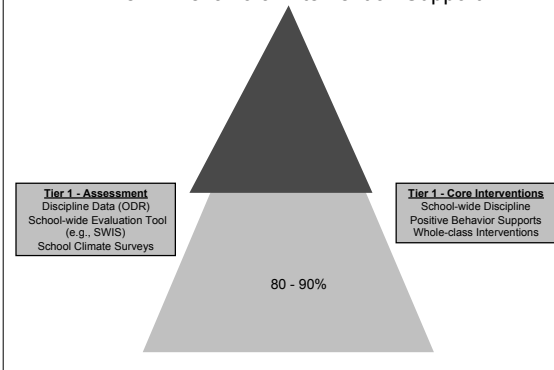 Tier 1 - Assessment
Discipline Data (ODR)
School-wide Evaluation Tool
(e.g., SWIS)
School Climate Surveys
Tier 1 - Core Interventions
School-wide Discipline
Positive Behavior Supports
Whole-class Interventions
80 - 90%